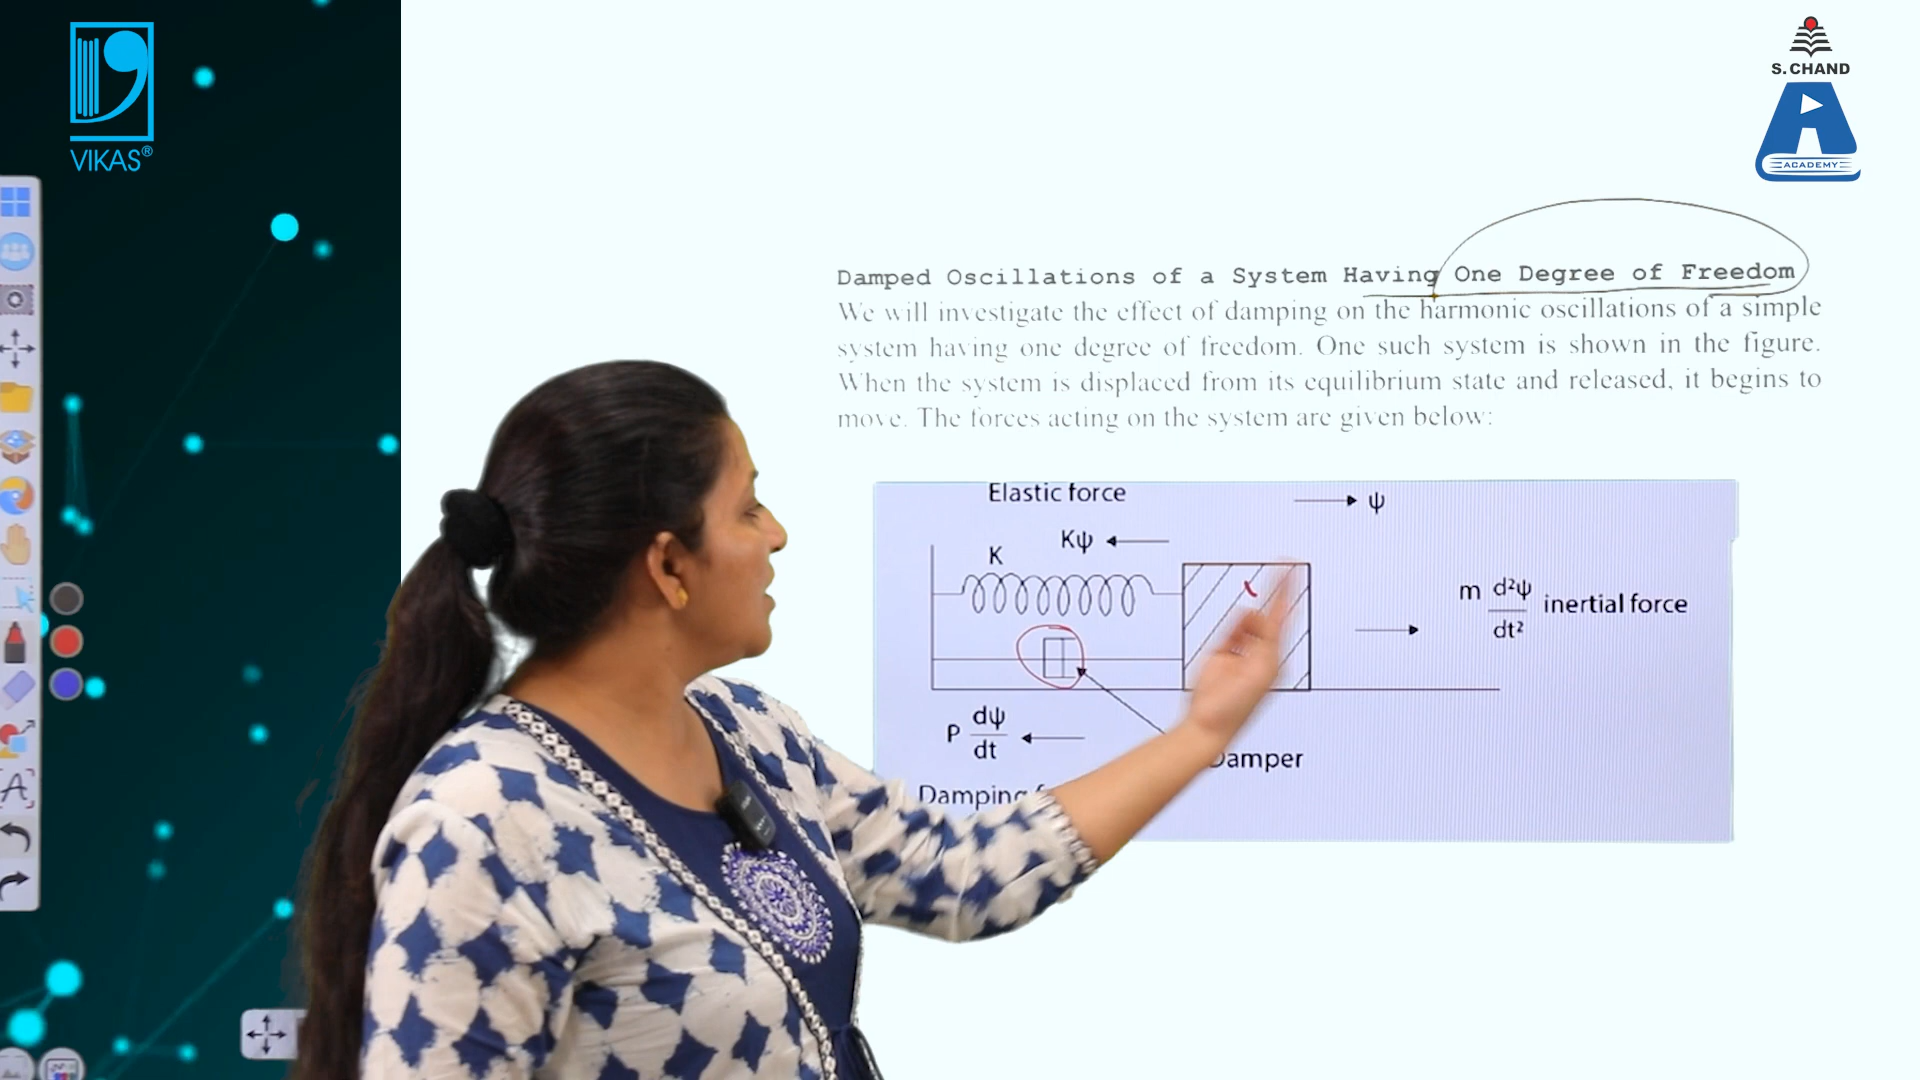 VIKAS®
S. CHAND
ACADEMY
Damped Oscillations of a System Having One Degree of Freedom
We will investigate the effect of damping on the harmonic oscillations of a simple
system having one degree of freedom. One such system is shown in the figure.
When the system is displaced from its equilibrium state and released, it begins to
move. The forces acting on the system are given below:
Elastic force
ψ
Kψ
K
m d²ψ/dt² inertial force
P dψ/dt
Damper
Damping